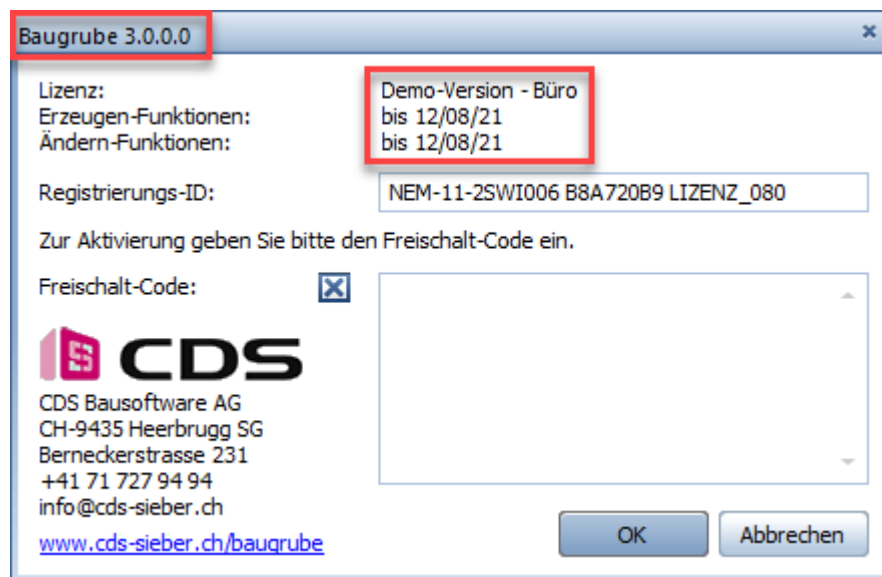 Baugrube 3.0.0.0
Lizenz: Demo-Version - Büro
Erzeugen-Funktionen: bis 12/08/21
Ändern-Funktionen: bis 12/08/21
Registrierungs-ID: NEM-11-2SWI006 B8A720B9 LIZENZ_080
Zur Aktivierung geben Sie bitte den Freischalt-Code ein.
Freischalt-Code:
CDS
CDS Bausoftware AG
CH-9435 Heerbrugg SG
Berneckerstrasse 231
+41 71 727 94 94
info@cds-sieber.ch
www.cds-sieber.ch/baugrube
OK Abbrechen